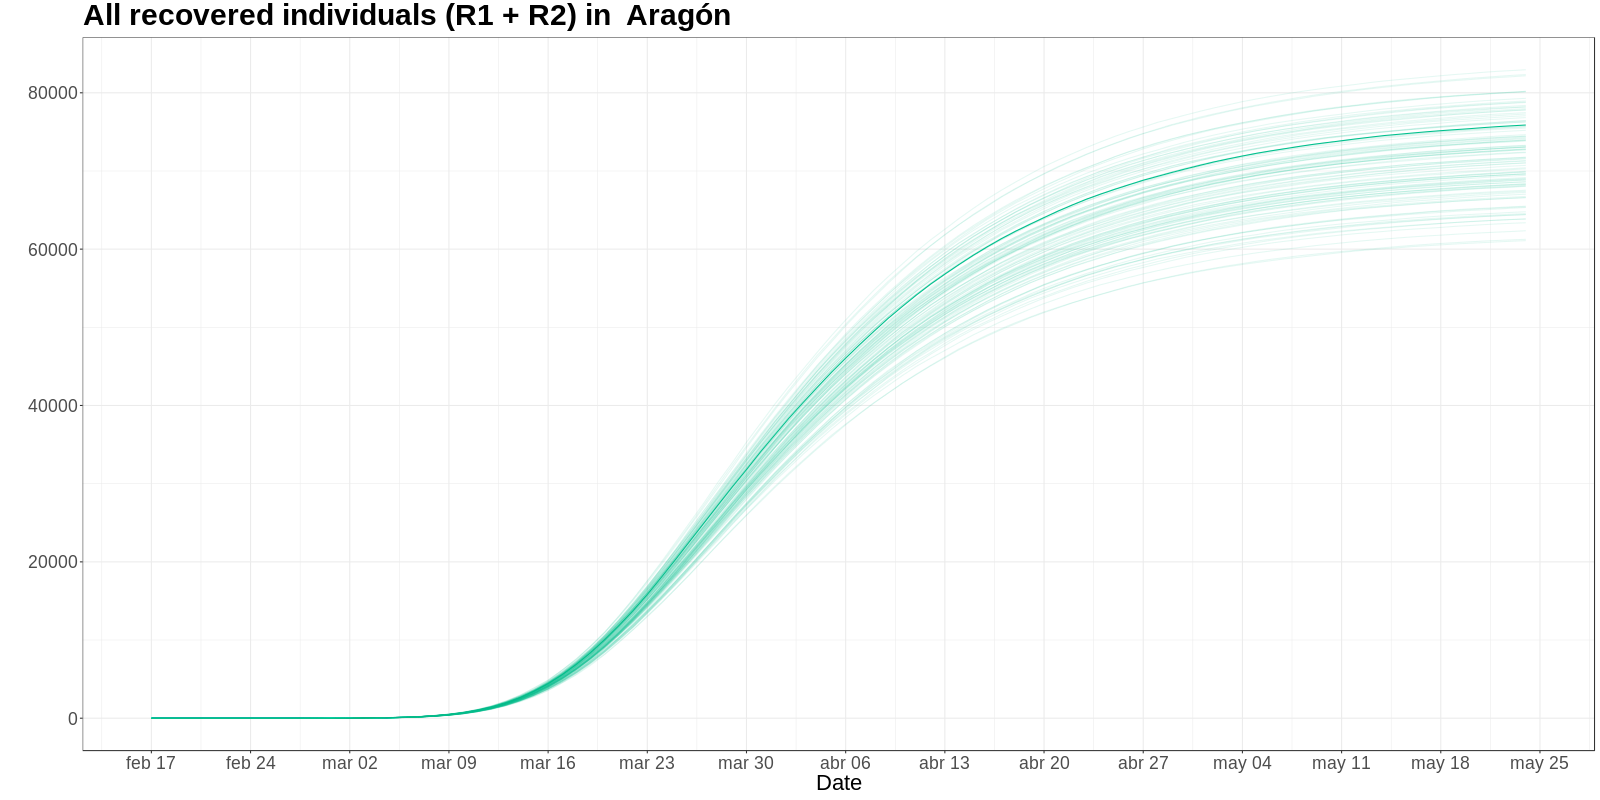 All recovered individuals (R1 + R2) in  Aragón
80000
60000
40000
20000
0
feb 17 feb 24 mar 02 mar 09 mar 16 mar 23 mar 30 abr 06 abr 13 abr 20 abr 27 may 04 may 11 may 18 may 25
Date